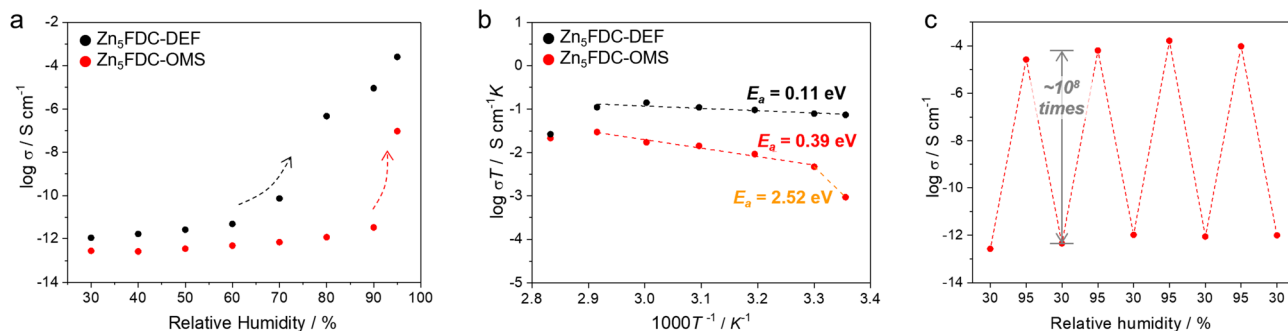 a
Zn₅FDC-DEF
Zn₅FDC-OMS
log σ / S cm⁻¹
-2
-4
-6
-8
-10
-12
-14
30 40 50 60 70 80 90 100
Relative Humidity / %
b
Zn₅FDC-DEF
Zn₅FDC-OMS
log σT / S cm⁻¹K
1
0
-1
-2
-3
-4
-5
Eₐ = 0.11 eV
Eₐ = 0.39 eV
Eₐ = 2.52 eV
2.8 2.9 3.0 3.1 3.2 3.3 3.4
1000T⁻¹ / K⁻¹
c
log σ / S cm⁻¹
-4
-6
-8
-10
-12
-14
~10⁸
times
30 95 30 95 30 95 30 95 30
Relative humidity / %